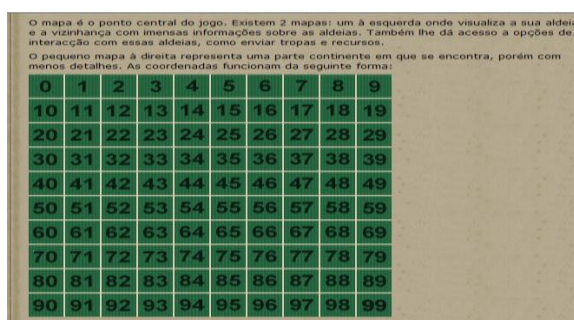 O mapa é o ponto central do jogo. Existem 2 mapas: um à esquerda onde visualiza a sua aldeia
e a vizinhança com imensas informações sobre as aldeias. Também lhe dá acesso a opções de
interacção com essas aldeias, como enviar tropas e recursos.
O pequeno mapa à direita representa uma parte continente em que se encontra, porém com
menos detalhes. As coordenadas funcionam da seguinte forma:
0 1 2 3 4 5 6 7 8 9
10 11 12 13 14 15 16 17 18 19
20 21 22 23 24 25 26 27 28 29
30 31 32 33 34 35 36 37 38 39
40 41 42 43 44 45 46 47 48 49
50 51 52 53 54 55 56 57 58 59
60 61 62 63 64 65 66 67 68 69
70 71 72 73 74 75 76 77 78 79
80 81 82 83 84 85 86 87 88 89
90 91 92 93 94 95 96 97 98 99